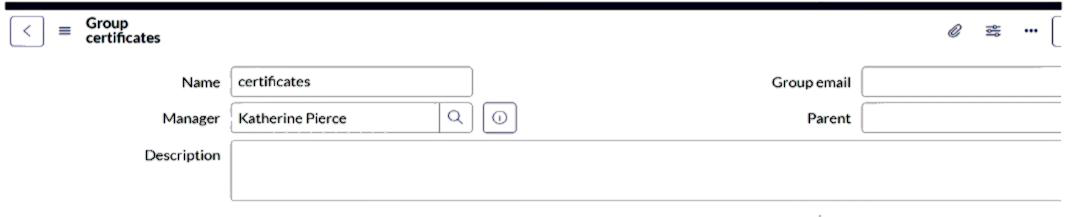 Group
certificates
Name certificates Group email
Manager Katherine Pierce Parent
Description